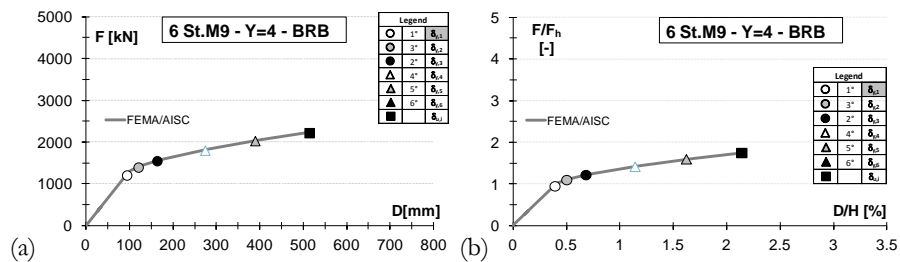 F [kN]
6 St.M9 - Y=4 - BRB
Legend
1° δy,1
3° δy,2
2° δy,3
4° δy,4
5° δy,5
6° δy,6
δu,i
FEMA/AISC
5000
4000
3000
2000
1000
0
0 100 200 300 400 500 600 700 800
D[mm]
(a)
F/Fh
[-]
6 St.M9 - Y=4 - BRB
Legend
1° δy,1
3° δy,2
2° δy,3
4° δy,4
5° δy,5
6° δy,6
δu,i
FEMA/AISC
5
4
3
2
1
0
0 0.5 1 1.5 2 2.5 3 3.5
D/H [%]
(b)